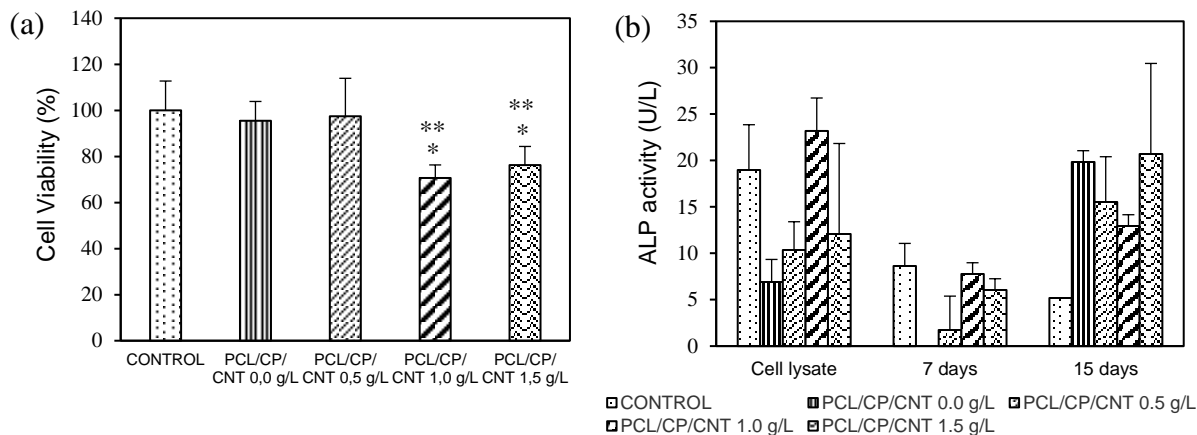 (a)
Cell Viability (%)
140
120
100
80
60
40
20
0
**
*
**
*
CONTROL
PCL/CP/
CNT 0,0 g/L
PCL/CP/
CNT 0,5 g/L
PCL/CP/
CNT 1,0 g/L
PCL/CP/
CNT 1,5 g/L
(b)
ALP activity (U/L)
35
30
25
20
15
10
5
0
Cell lysate
7 days
15 days
CONTROL
PCL/CP/CNT 0.0 g/L
PCL/CP/CNT 0.5 g/L
PCL/CP/CNT 1.0 g/L
PCL/CP/CNT 1.5 g/L